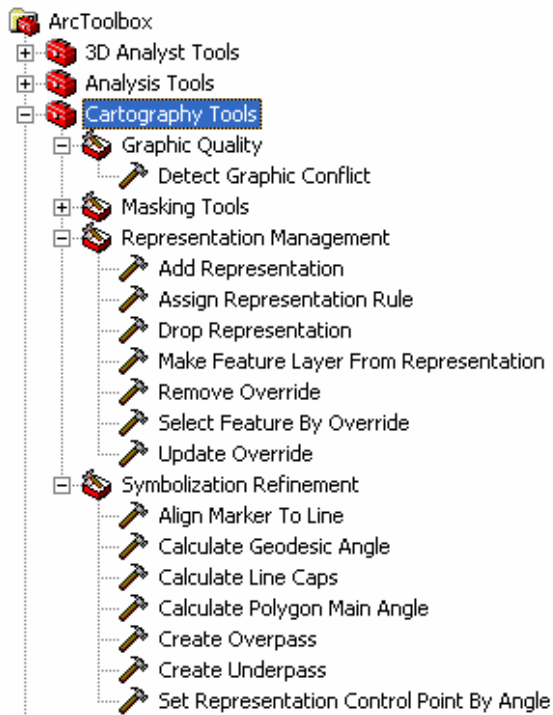 ArcToolbox
3D Analyst Tools
Analysis Tools
Cartography Tools
Graphic Quality
Detect Graphic Conflict
Masking Tools
Representation Management
Add Representation
Assign Representation Rule
Drop Representation
Make Feature Layer From Representation
Remove Override
Select Feature By Override
Update Override
Symbolization Refinement
Align Marker To Line
Calculate Geodesic Angle
Calculate Line Caps
Calculate Polygon Main Angle
Create Overpass
Create Underpass
Set Representation Control Point By Angle